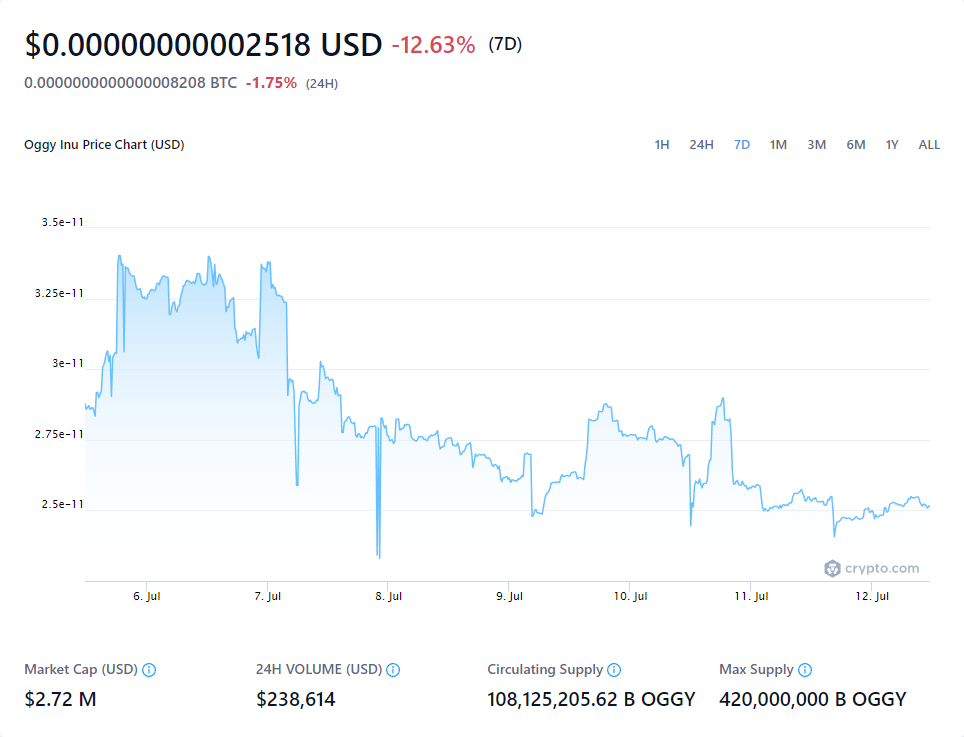 $0.00000000002518 USD -12.63% (7D)
0.0000000000000008208 BTC -1.75% (24H)
Oggy Inu Price Chart (USD) 1H 24H 7D 1M 3M 6M 1Y ALL
3.5e-11
3.25e-11
3e-11
2.75e-11
2.5e-11
crypto.com
6. Jul 7. Jul 8. Jul 9. Jul 10. Jul 11. Jul 12. Jul
Market Cap (USD) 24H VOLUME (USD) Circulating Supply Max Supply
$2.72 M $238,614 108,125,205.62 B OGGY 420,000,000 B OGGY